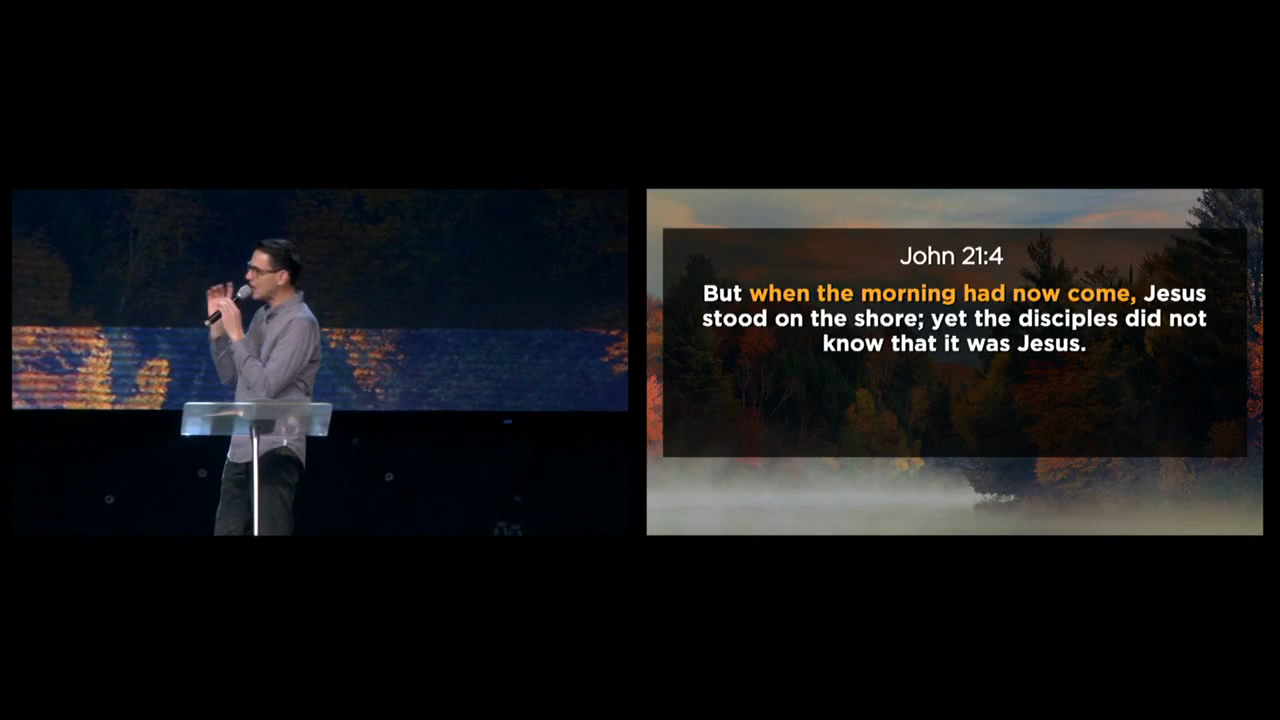 John 21:4
But when the morning had now come, Jesus
stood on the shore; yet the disciples did not
know that it was Jesus.